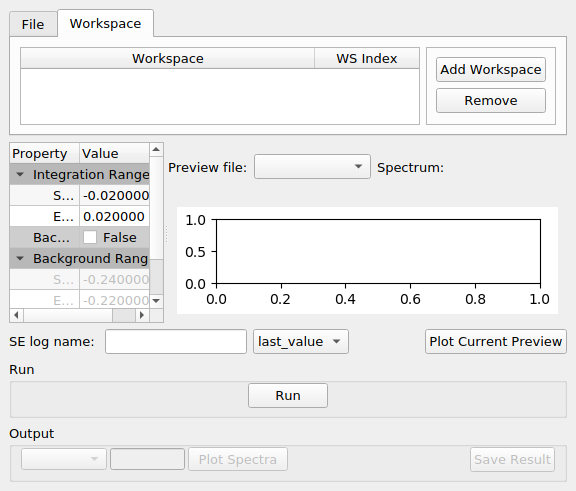 File Workspace
Workspace WS Index
Add Workspace
Remove
Property Value
Integration Range
S... -0.020000
E... 0.020000
Bac... False
Background Rang
S... -0.240000
E... -0.220000
Preview file: Spectrum:
1.0
0.5
0.0
0.0 0.2 0.4 0.6 0.8 1.0
SE log name: last_value Plot Current Preview
Run
Run
Output
Plot Spectra Save Result